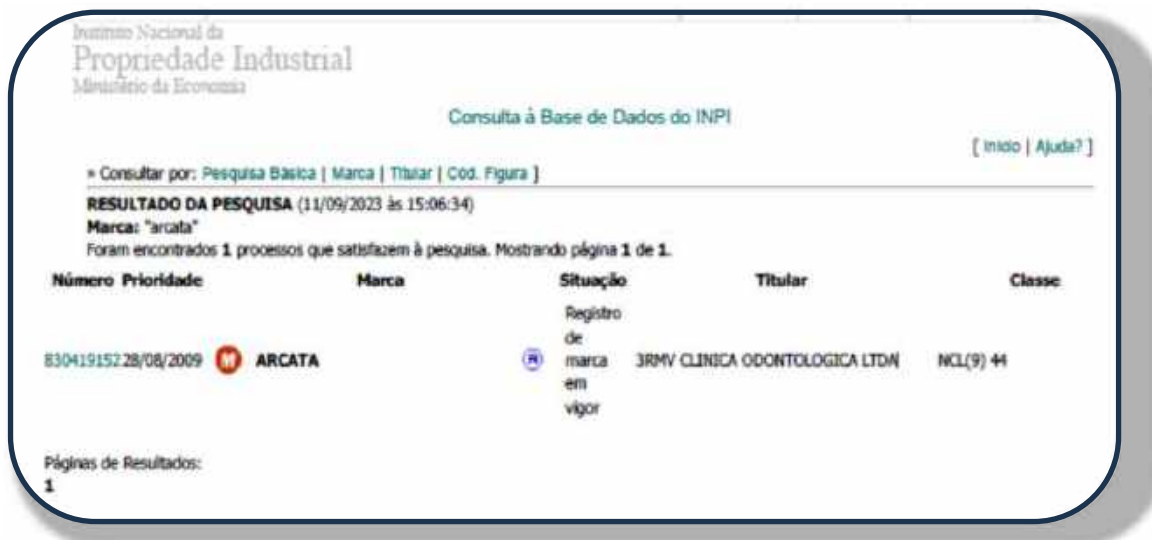 Instituto Nacional da
Propriedade Industrial
Ministério da Economia
Consulta à Base de Dados do INPI
[ Início | Ajuda? ]
» Consultar por: Pesquisa Básica | Marca | Titular | Cód. Figura ]
RESULTADO DA PESQUISA (11/09/2023 às 15:06:34)
Marca: "arcata"
Foram encontrados 1 processos que satisfazem à pesquisa. Mostrando página 1 de 1.
Número Prioridade Marca Situação Titular Classe
830419152 28/08/2009 M ARCATA R Registro de marca em vigor 3RMV CLINICA ODONTOLOGICA LTDA NCL(9) 44
Páginas de Resultados:
1